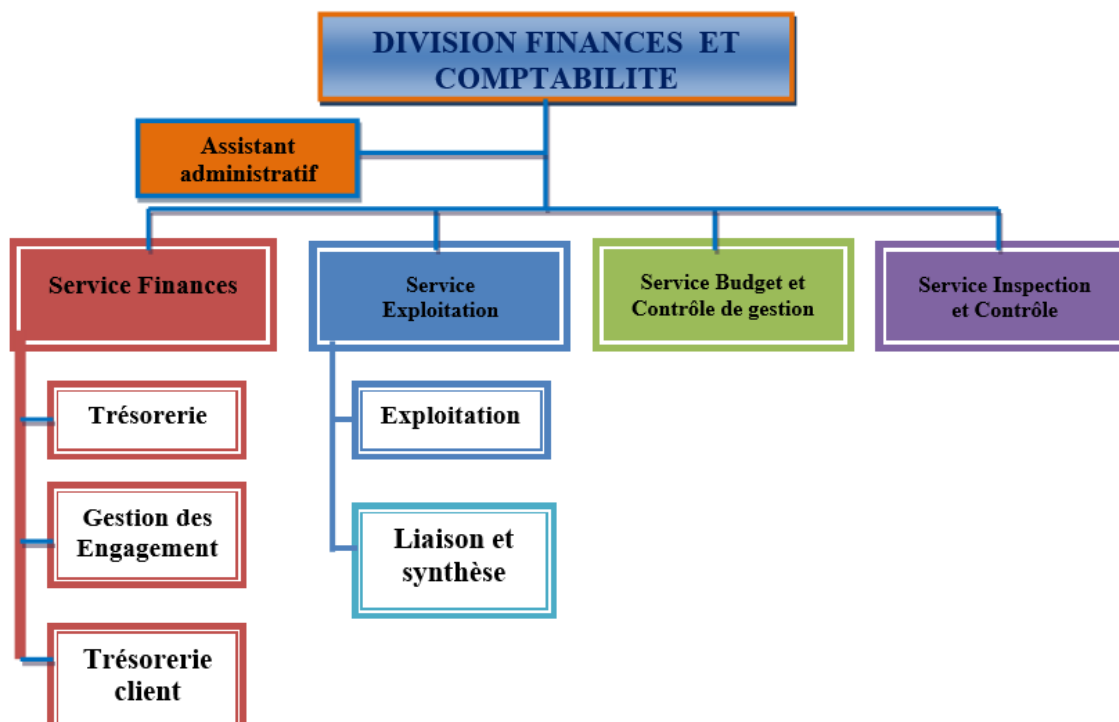 DIVISION FINANCES ET
COMPTABILITE
Assistant
administratif
Service Finances
Service
Exploitation
Service Budget et
Contrôle de gestion
Service Inspection
et Contrôle
Trésorerie
Exploitation
Gestion des
Engagement
Liaison et
synthèse
Trésorerie
client